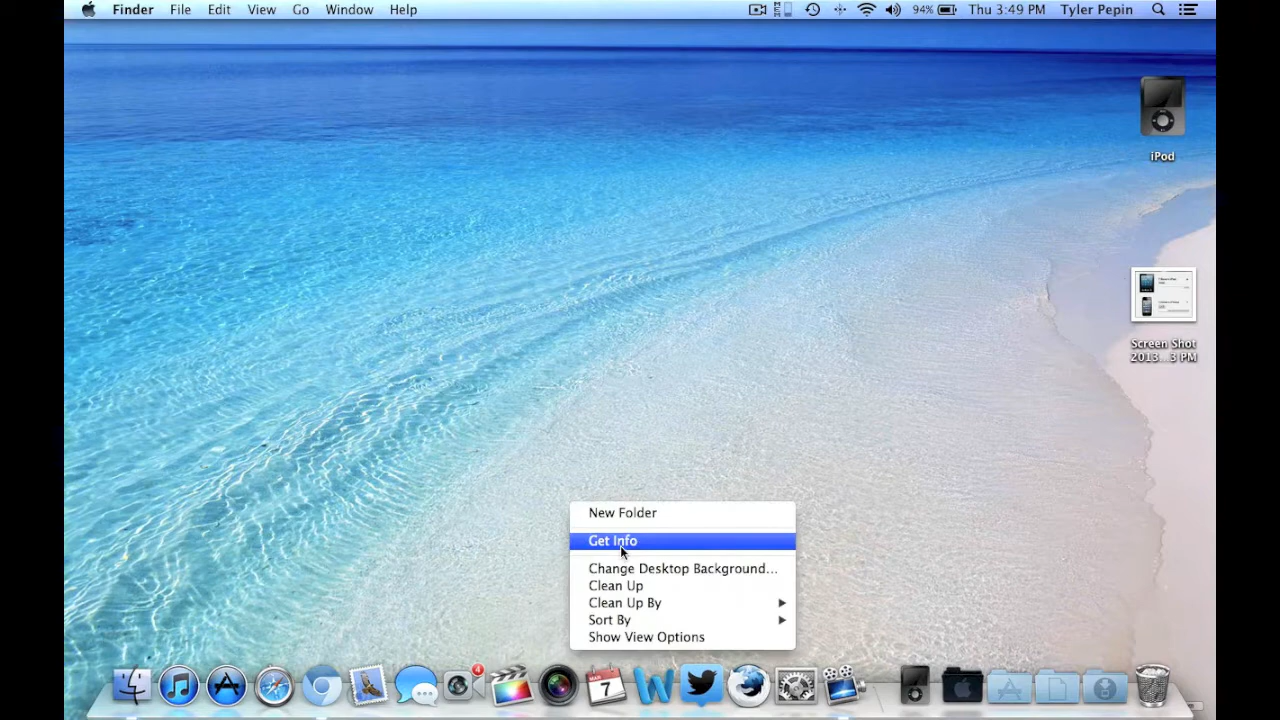 Finder File Edit View Go Window Help 94% Thu 3:49 PM Tyler Pepin
iPod
Screen Shot
2013...3 PM
New Folder
Get Info
Change Desktop Background...
Clean Up
Clean Up By
Sort By
Show View Options
4
MAR
7